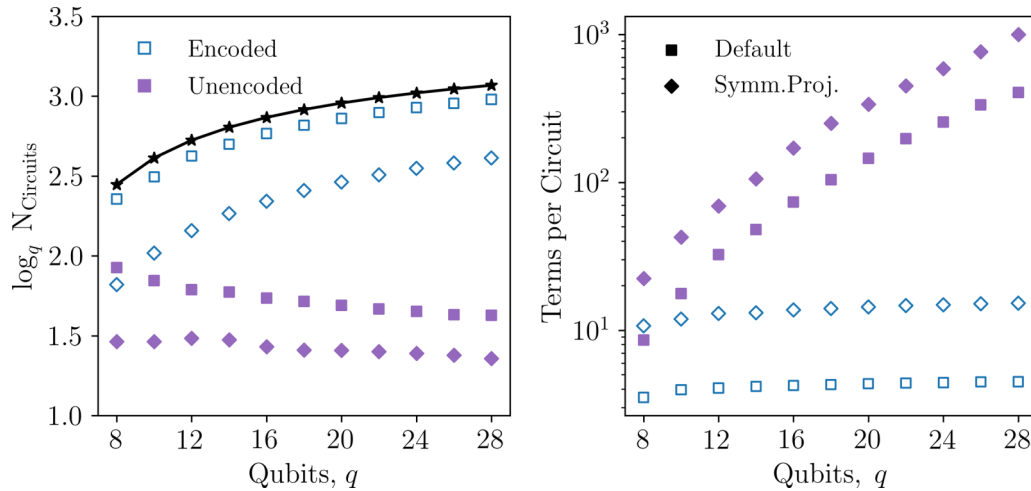 3.5
3.0
2.5
2.0
1.5
1.0
log_q N_Circuits
Encoded
Unencoded
8 12 16 20 24 28
Qubits, q
10^3
10^2
10^1
Terms per Circuit
Default
Symm.Proj.
8 12 16 20 24 28
Qubits, q